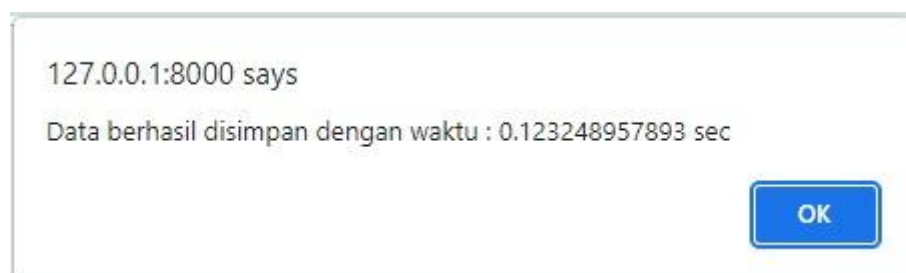 127.0.0.1:8000 says
Data berhasil disimpan dengan waktu : 0.123248957893 sec
OK